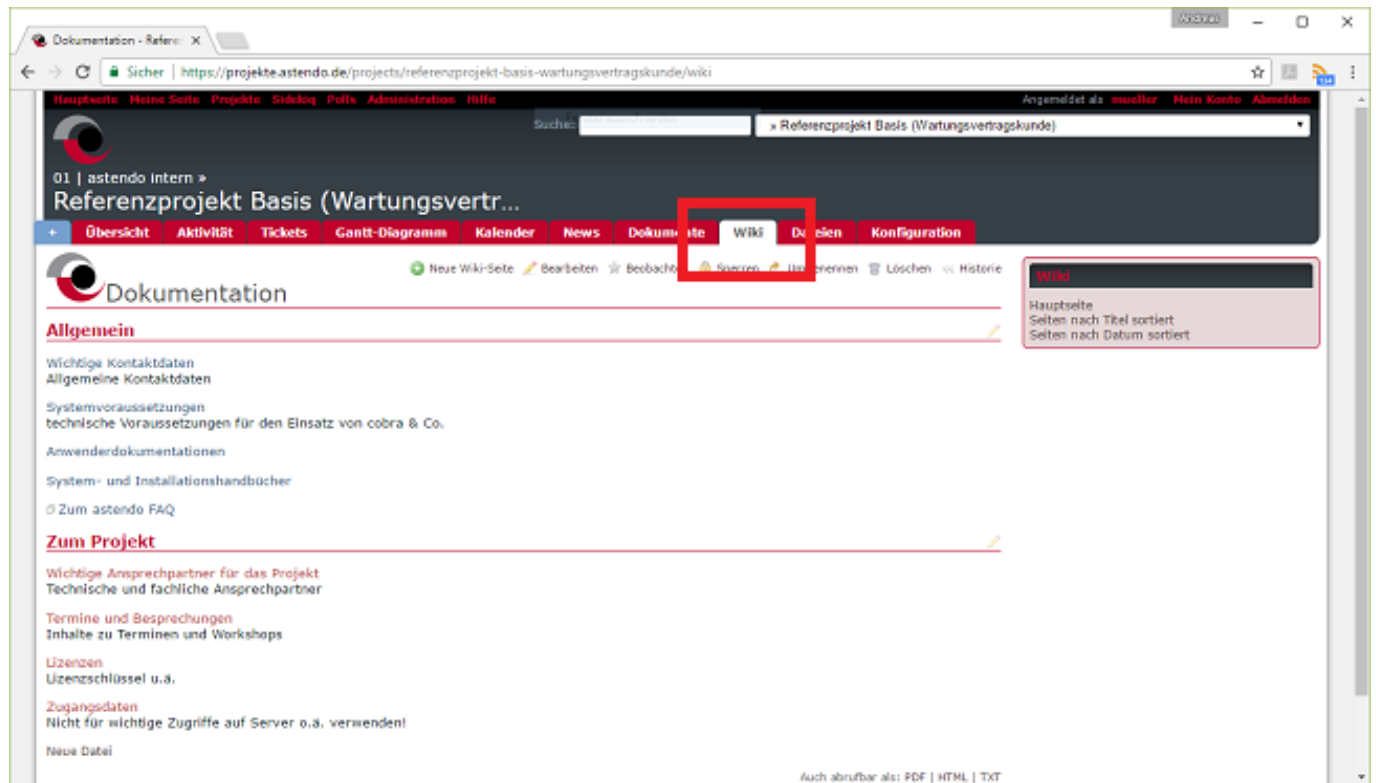 Andreas
Dokumentation - Refere
Sicher | https://projekte.astendo.de/projects/referenzprojekt-basis-wartungsvertragskunde/wiki
Hauptseite Meine Seite Projekte Sidekiq Polls Administration Hilfe
Angemeldet als mueller Mein Konto Abmelden
Suche:
» Referenzprojekt Basis (Wartungsvertragskunde)
01 | astendo intern »
Referenzprojekt Basis (Wartungsvertr...
+ Übersicht Aktivität Tickets Gantt-Diagramm Kalender News Dokumente Wiki Dateien Konfiguration
Neue Wiki-Seite Bearbeiten Beobachten Sperren Umbenennen Löschen Historie
Dokumentation
Allgemein
Wichtige Kontaktdaten
Allgemeine Kontaktdaten
Systemvoraussetzungen
technische Voraussetzungen für den Einsatz von cobra & Co.
Anwenderdokumentationen
System- und Installationshandbücher
Zum astendo FAQ
Zum Projekt
Wichtige Ansprechpartner für das Projekt
Technische und fachliche Ansprechpartner
Termine und Besprechungen
Inhalte zu Terminen und Workshops
Lizenzen
Lizenzschlüssel u.ä.
Zugangsdaten
Nicht für wichtige Zugriffe auf Server o.ä. verwenden!
Neue Datei
Auch abrufbar als: PDF | HTML | TXT
Wiki
Hauptseite
Seiten nach Titel sortiert
Seiten nach Datum sortiert